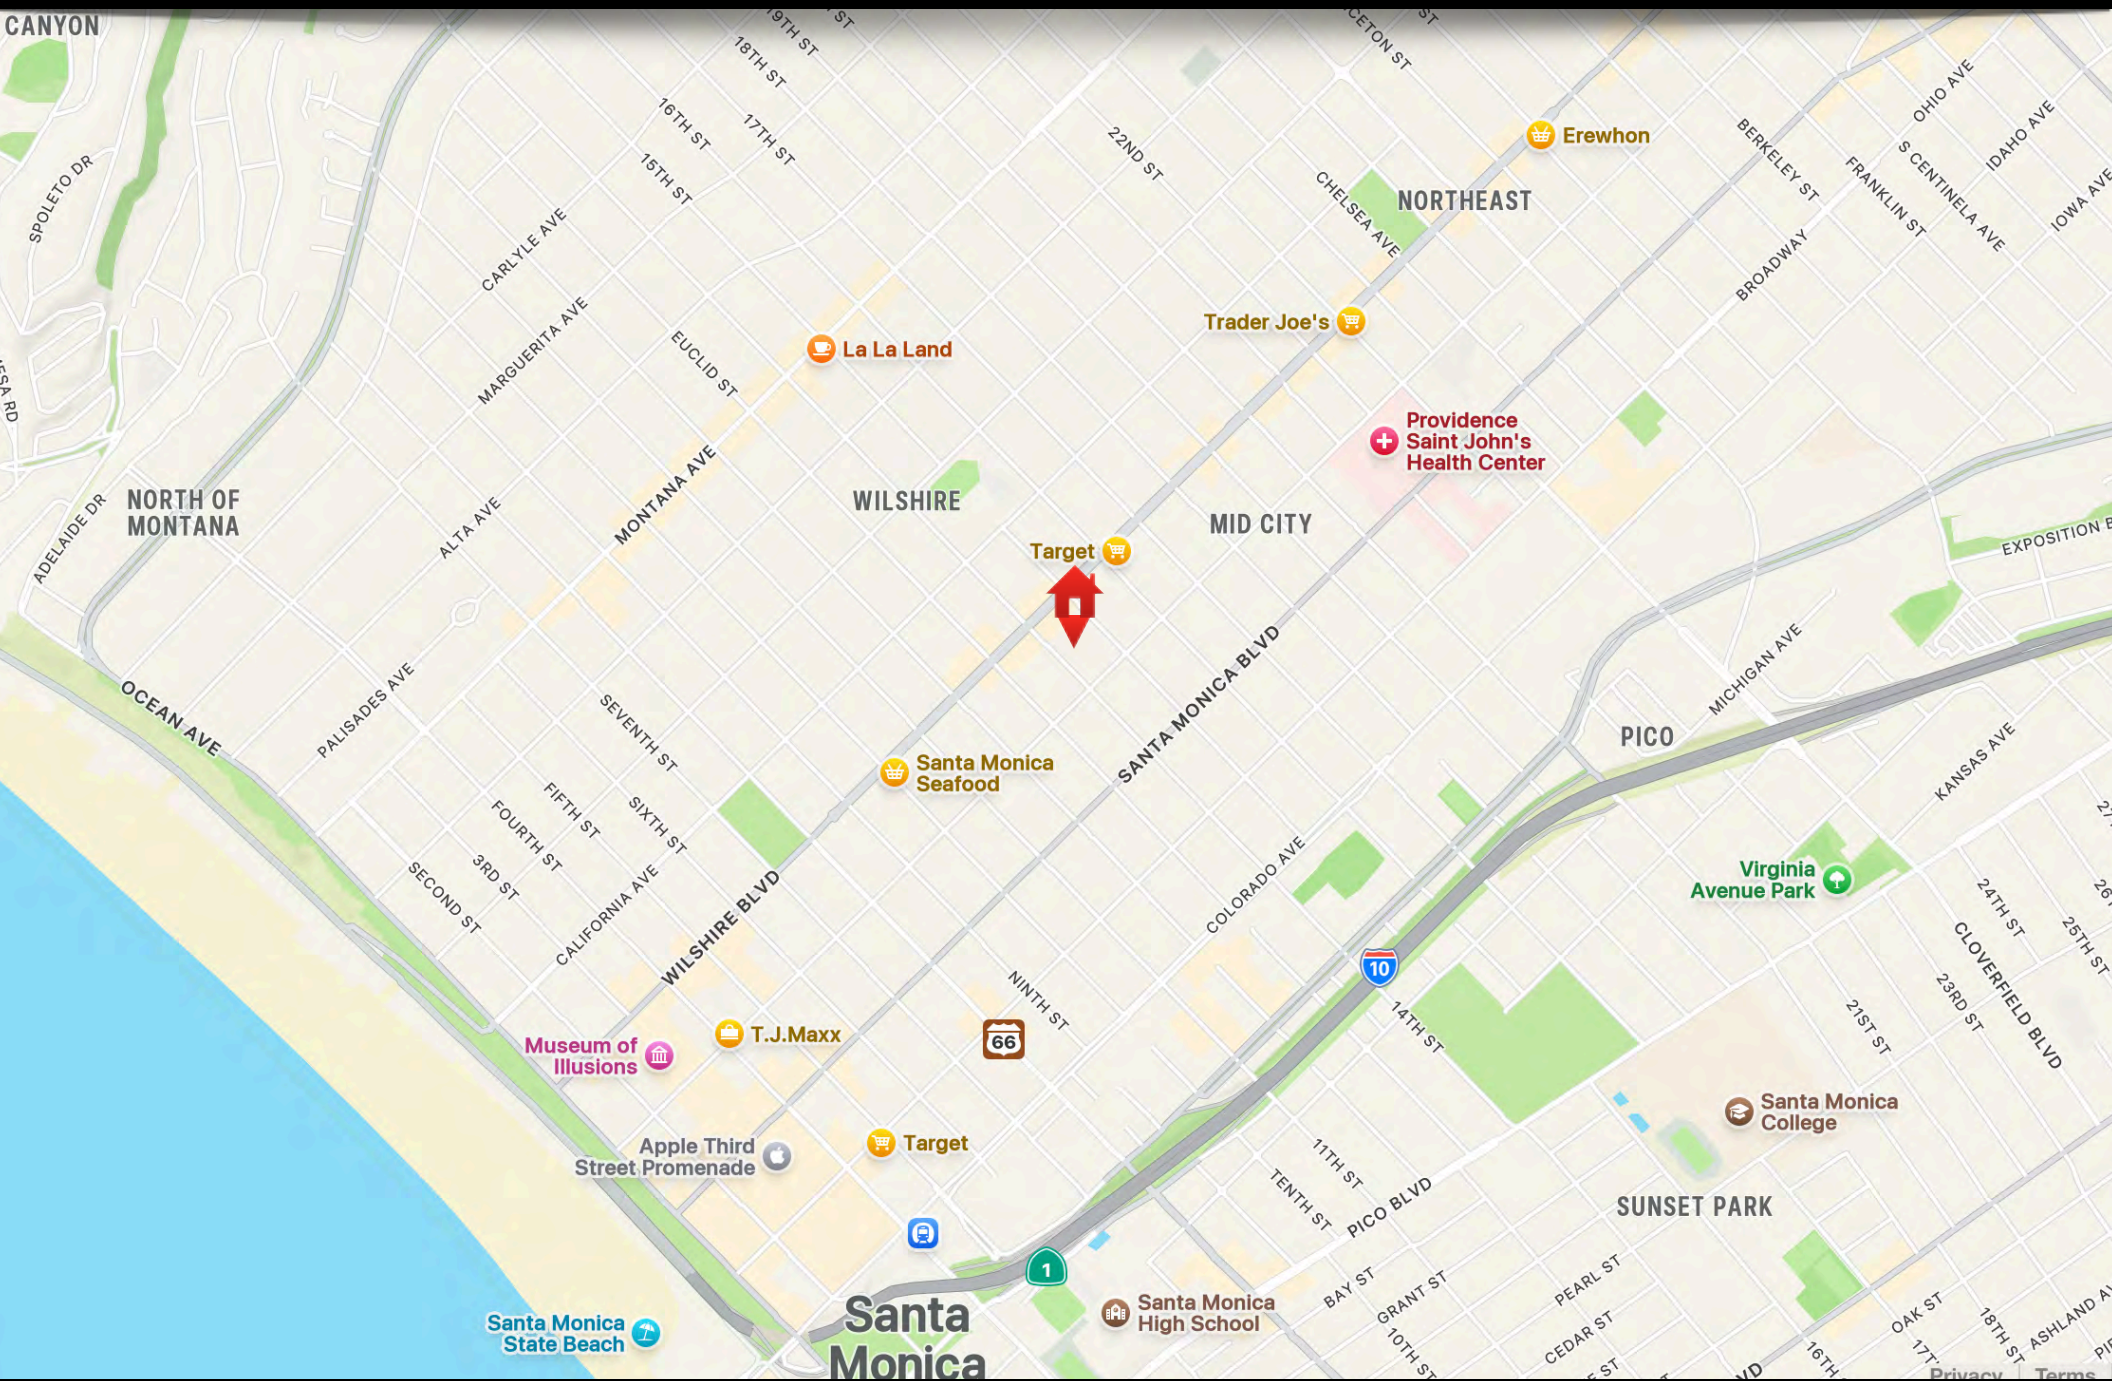 CANYON
19TH ST
ST
18TH ST
16TH ST
17TH ST
15TH ST
22ND ST
ST
Erewhon
NORTHEAST
CHELSEA AVE
BERKELEY ST
FRANKLIN ST
S CENTINELA AVE
OHIO AVE
IDAHO AVE
IOWA AVE
BROADWAY
SPOLETO DR
CARLYLE AVE
MARGUERITA AVE
EUCLID ST
La La Land
Trader Joe's
Providence
Saint John's
Health Center
NORTH OF
MONTANA
ADELAIDE DR
ALTA AVE
MONTANA AVE
WILSHIRE
MID CITY
Target
EXPOSITION B
OCEAN AVE
PALISADES AVE
SEVENTH ST
SANTA MONICA BLVD
MICHIGAN AVE
PICO
KANSAS AVE
Santa Monica
Seafood
FIFTH ST
SIXTH ST
FOURTH ST
3RD ST
SECOND ST
CALIFORNIA AVE
WILSHIRE BLVD
COLORADO AVE
Virginia
Avenue Park
24TH ST
25TH ST
CLOVERFIELD BLVD
23RD ST
21ST ST
10
14TH ST
NINTH ST
66
T.J.Maxx
Museum of
Illusions
Apple Third
Street Promenade
Target
Santa Monica
College
11TH ST
TENTH ST
PICO BLVD
SUNSET PARK
1
BAY ST
GRANT ST
PEARL ST
CEDAR ST
10TH ST
OAK ST
18TH ST
ASHLAND AV
16TH
17T
Santa Monica
High School
Santa Monica
State Beach
Santa
Monica
Privacy
Terms